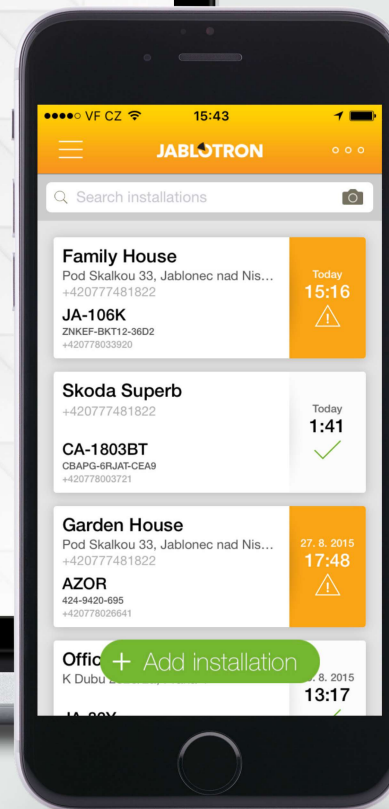 VF CZ 15:43
JABLOTRON
Search installations
Family House
Pod Skalkou 33, Jablonec nad Nis...
+420777481822
JA-106K
ZNKEF-BKT12-36D2
+420778033920
Today
15:16
Skoda Superb
+420777481822
CA-1803BT
CBAPG-6RJAT-CEA9
+420778003721
Today
1:41
Garden House
Pod Skalkou 33, Jablonec nad Nis...
+420777481822
AZOR
424-9420-695
+420778026641
27. 8. 2015
17:48
Offic
K Dubu
8. 2015
13:17
+ Add installation